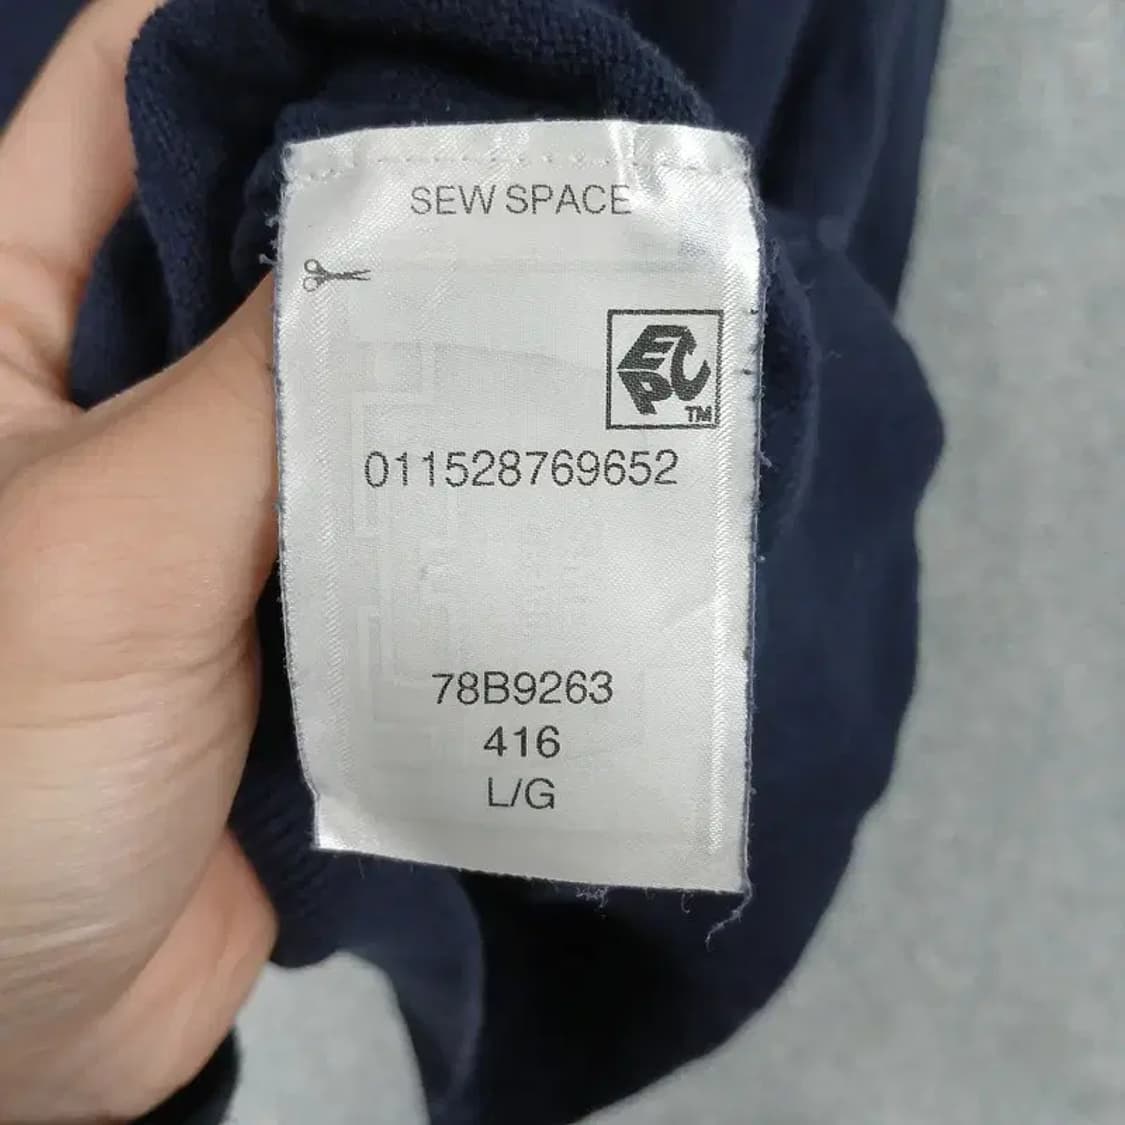 SEW SPACE
EPC
TM
011528769652
78B9263
416
L/G